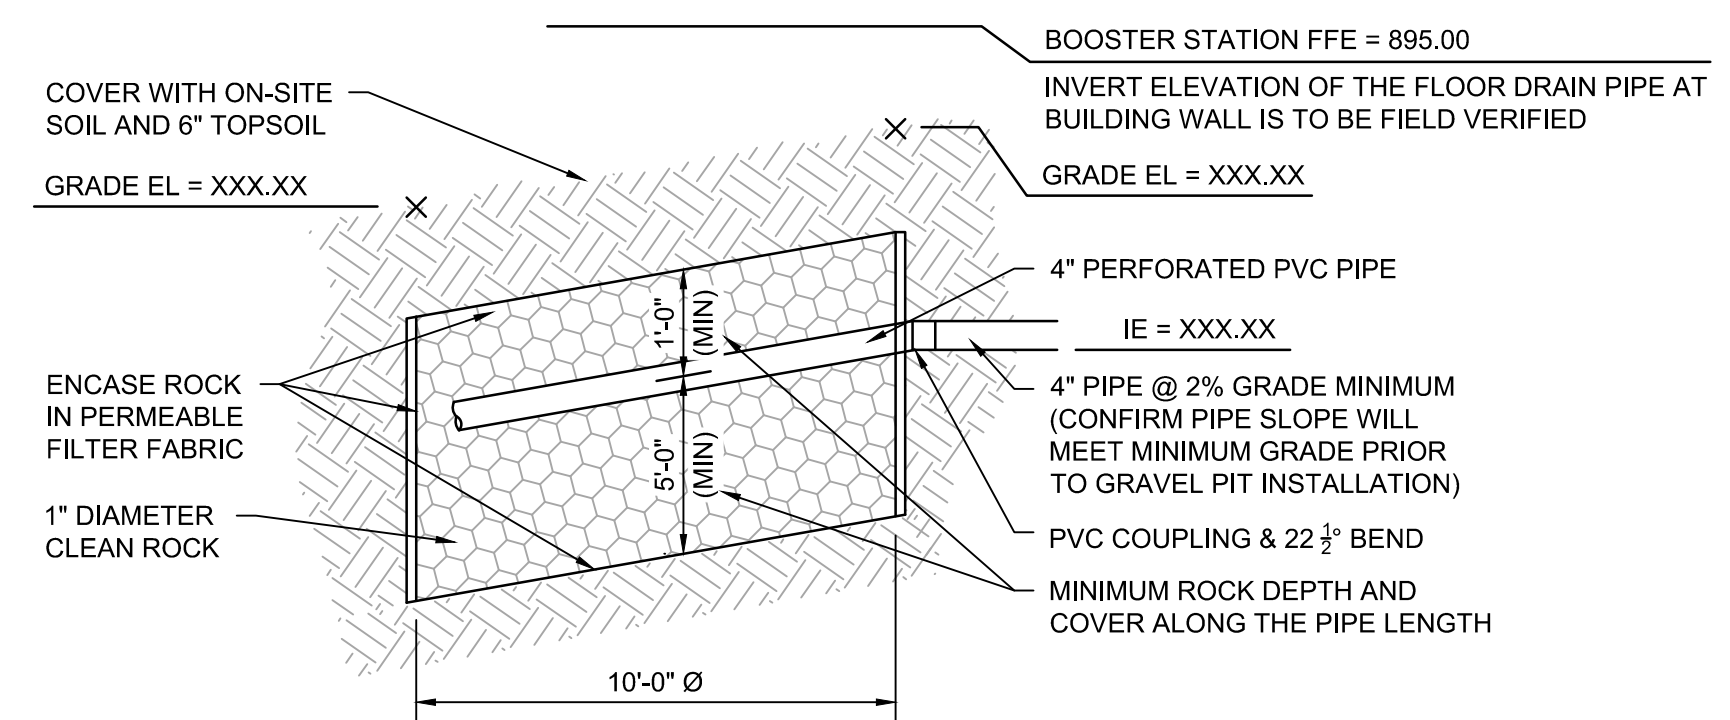 BOOSTER STATION FFE = 895.00
INVERT ELEVATION OF THE FLOOR DRAIN PIPE AT
BUILDING WALL IS TO BE FIELD VERIFIED
COVER WITH ON-SITE
SOIL AND 6" TOPSOIL
GRADE EL = XXX.XX
GRADE EL = XXX.XX
4" PERFORATED PVC PIPE
IE = XXX.XX
4" PIPE @ 2% GRADE MINIMUM
(CONFIRM PIPE SLOPE WILL
MEET MINIMUM GRADE PRIOR
TO GRAVEL PIT INSTALLATION)
1'-0"
(MIN)
5'-0"
(MIN)
ENCASE ROCK
IN PERMEABLE
FILTER FABRIC
1" DIAMETER
CLEAN ROCK
PVC COUPLING & 22 ½° BEND
MINIMUM ROCK DEPTH AND
COVER ALONG THE PIPE LENGTH
10'-0" Ø